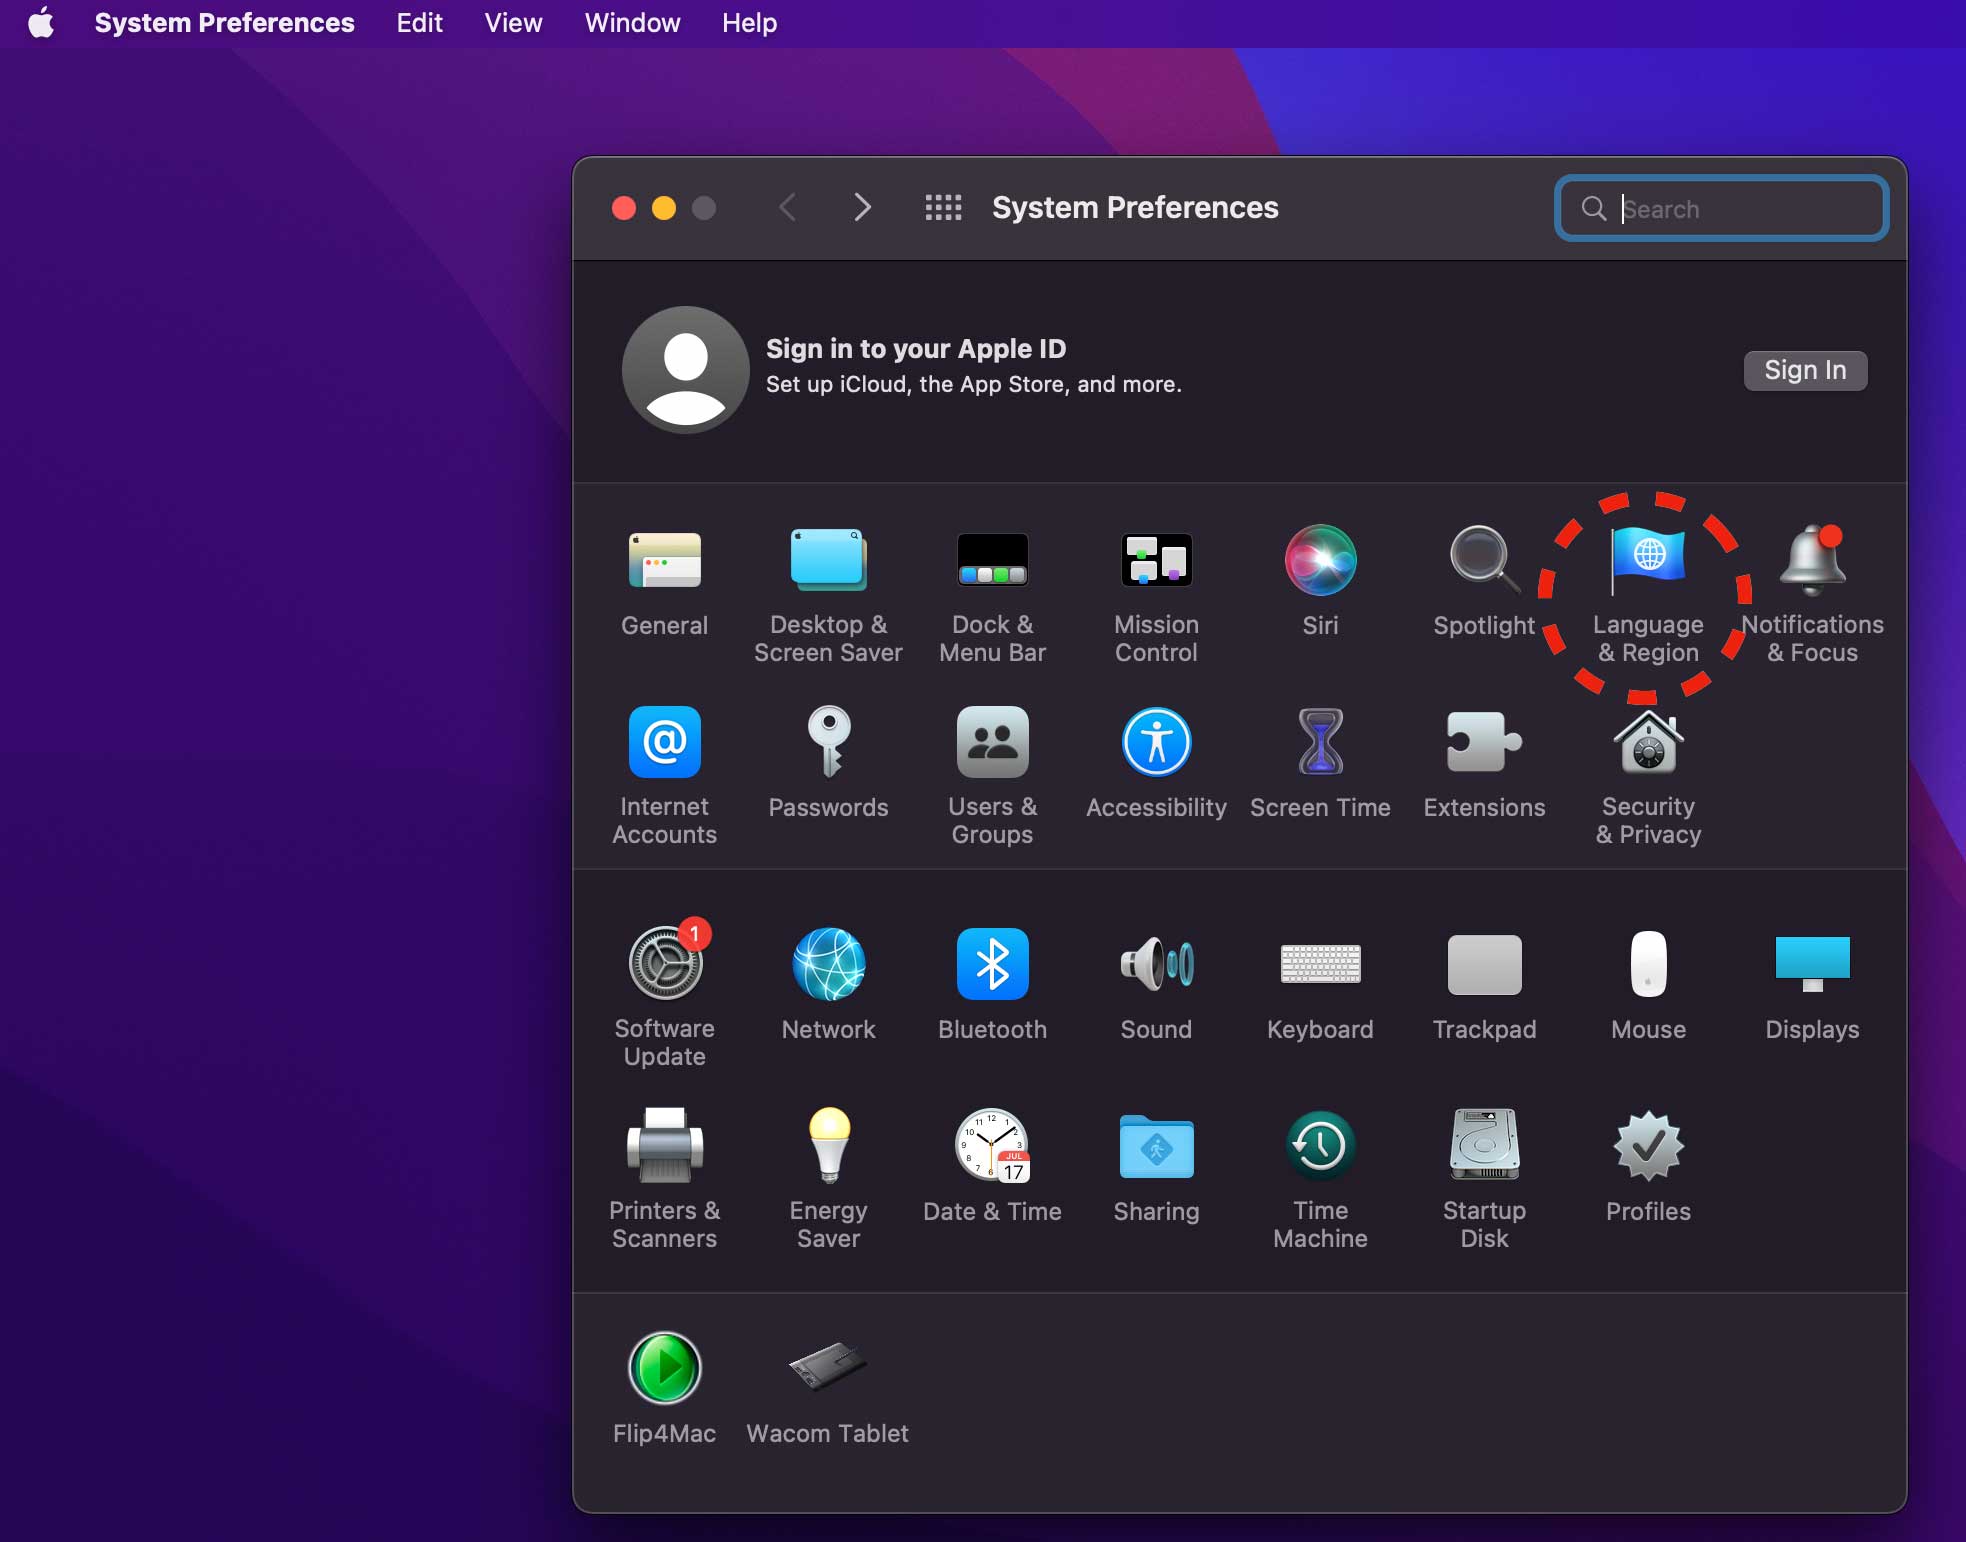 System Preferences Edit View Window Help
System Preferences
Search
Sign in to your Apple ID
Set up iCloud, the App Store, and more.
Sign In
General
Desktop &
Screen Saver
Dock &
Menu Bar
Mission
Control
Siri
Spotlight
Language
& Region
Notifications
& Focus
Internet
Accounts
Passwords
Users &
Groups
Accessibility
Screen Time
Extensions
Security
& Privacy
1
Software
Update
Network
Bluetooth
Sound
Keyboard
Trackpad
Mouse
Displays
Printers &
Scanners
Energy
Saver
JUL
17
Date & Time
Sharing
Time
Machine
Startup
Disk
Profiles
Flip4Mac
Wacom Tablet